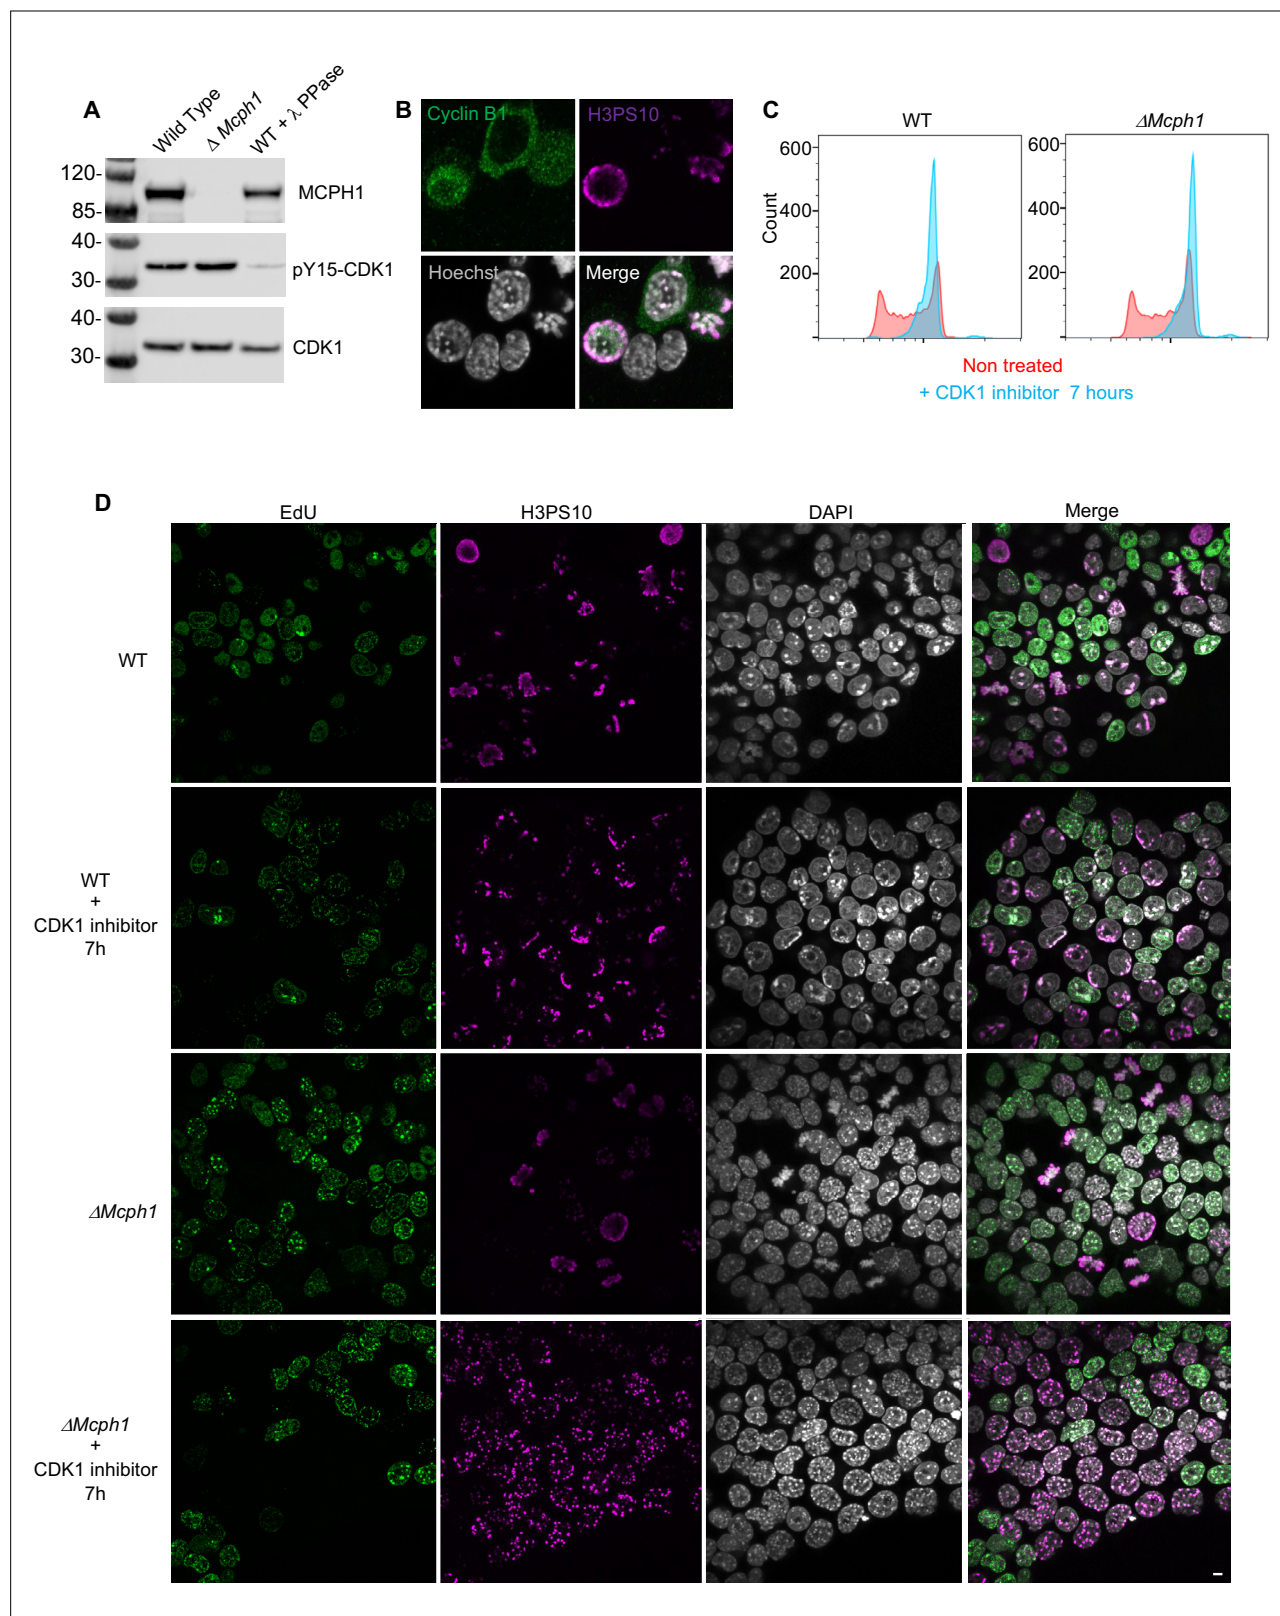 A
Wild Type
Δ Mcph1
WT + λ PPase
120-
85-
MCPH1
40-
30-
pY15-CDK1
40-
30-
CDK1
B
Cyclin B1
H3PS10
Hoechst
Merge
C
WT
ΔMcph1
Count
600
400
200
600
400
200
Non treated
+ CDK1 inhibitor 7 hours
D
EdU
H3PS10
DAPI
Merge
WT
WT
+
CDK1 inhibitor
7h
ΔMcph1
ΔMcph1
+
CDK1 inhibitor
7h